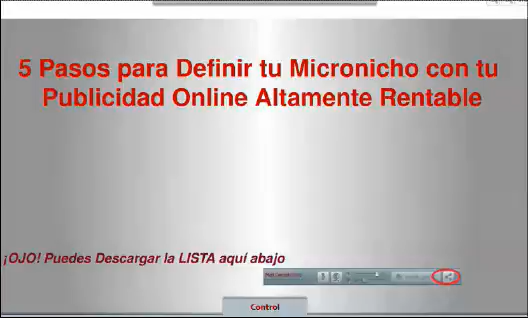 5 Pasos para Definir tu Micronicho con tu
Publicidad Online Altamente Rentable
¡OJO! Puedes Descargar la LISTA aquí abajo
Control